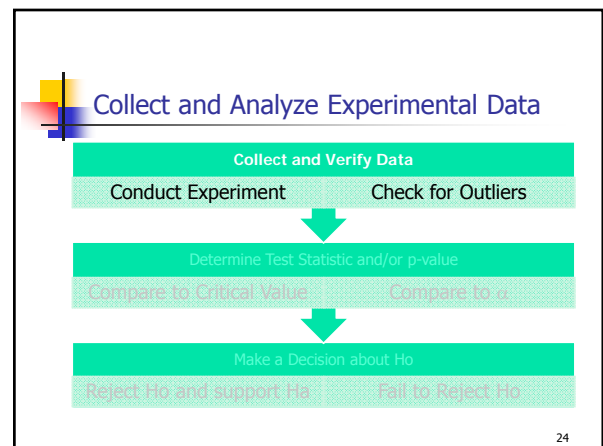 Collect and Analyze Experimental Data
Collect and Verify Data
Conduct Experiment Check for Outliers
Determine Test Statistic and/or p-value
Compare to Critical Value Compare to α
Make a Decision about Ho
Reject Ho and support Ha Fail to Reject Ho
24